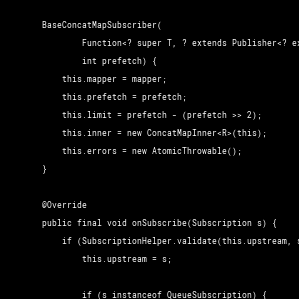 BaseConcatMapSubscriber(
Function<? super T, ? extends Publisher<? ex
int prefetch) {
this.mapper = mapper;
this.prefetch = prefetch;
this.limit = prefetch - (prefetch >> 2);
this.inner = new ConcatMapInner<R>(this);
this.errors = new AtomicThrowable();
}
@Override
public final void onSubscribe(Subscription s) {
if (SubscriptionHelper.validate(this.upstream, s
this.upstream = s;
if (s instanceof QueueSubscription) {